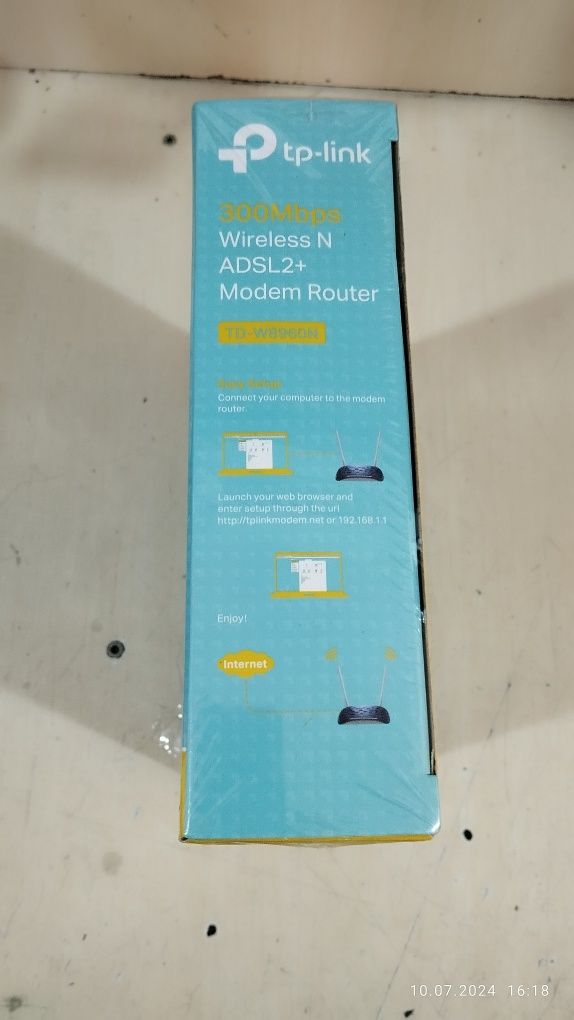 tp-link
300Mbps
Wireless N
ADSL2+
Modem Router
TD-W8960N
Easy Setup
Connect your computer to the modem
router.
Launch your web browser and
enter setup through the url
http://tplinkmodem.net or 192.168.1.1
Enjoy!
Internet
10.07.2024 16:18